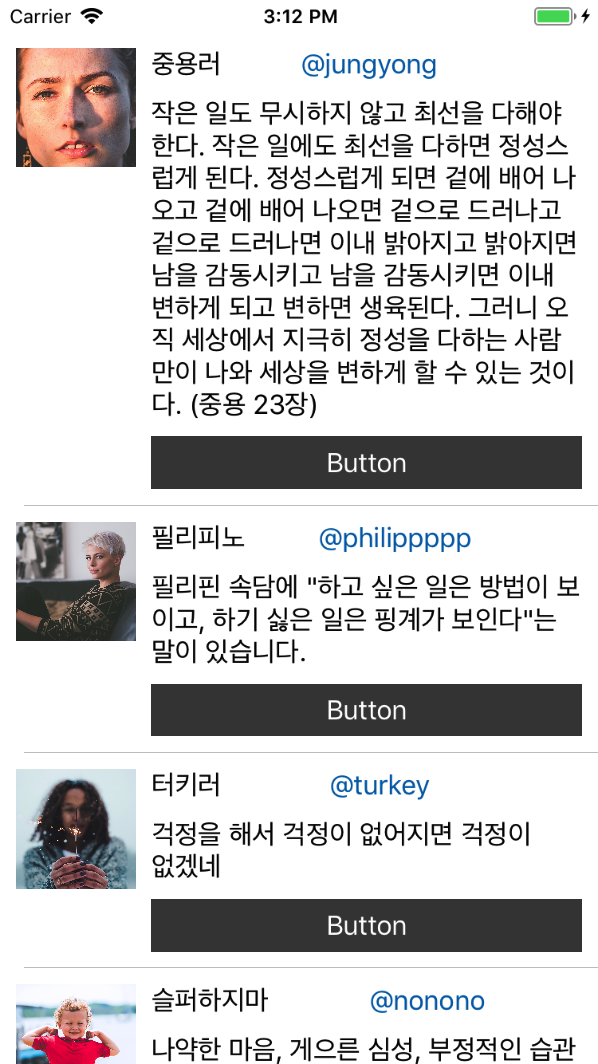 Carrier 3:12 PM
중용러 @jungyong
작은 일도 무시하지 않고 최선을 다해야
한다. 작은 일에도 최선을 다하면 정성스
럽게 된다. 정성스럽게 되면 겉에 배어 나
오고 겉에 배어 나오면 겉으로 드러나고
겉으로 드러나면 이내 밝아지고 밝아지면
남을 감동시키고 남을 감동시키면 이내
변하게 되고 변하면 생육된다. 그러니 오
직 세상에서 지극히 정성을 다하는 사람
만이 나와 세상을 변하게 할 수 있는 것이
다. (중용 23장)
Button
필리피노 @philippppp
필리핀 속담에 "하고 싶은 일은 방법이 보
이고, 하기 싫은 일은 핑계가 보인다"는
말이 있습니다.
Button
터키러 @turkey
걱정을 해서 걱정이 없어지면 걱정이
없겠네
Button
슬퍼하지마 @nonono
나약한 마음, 게으른 심성, 부정적인 습관